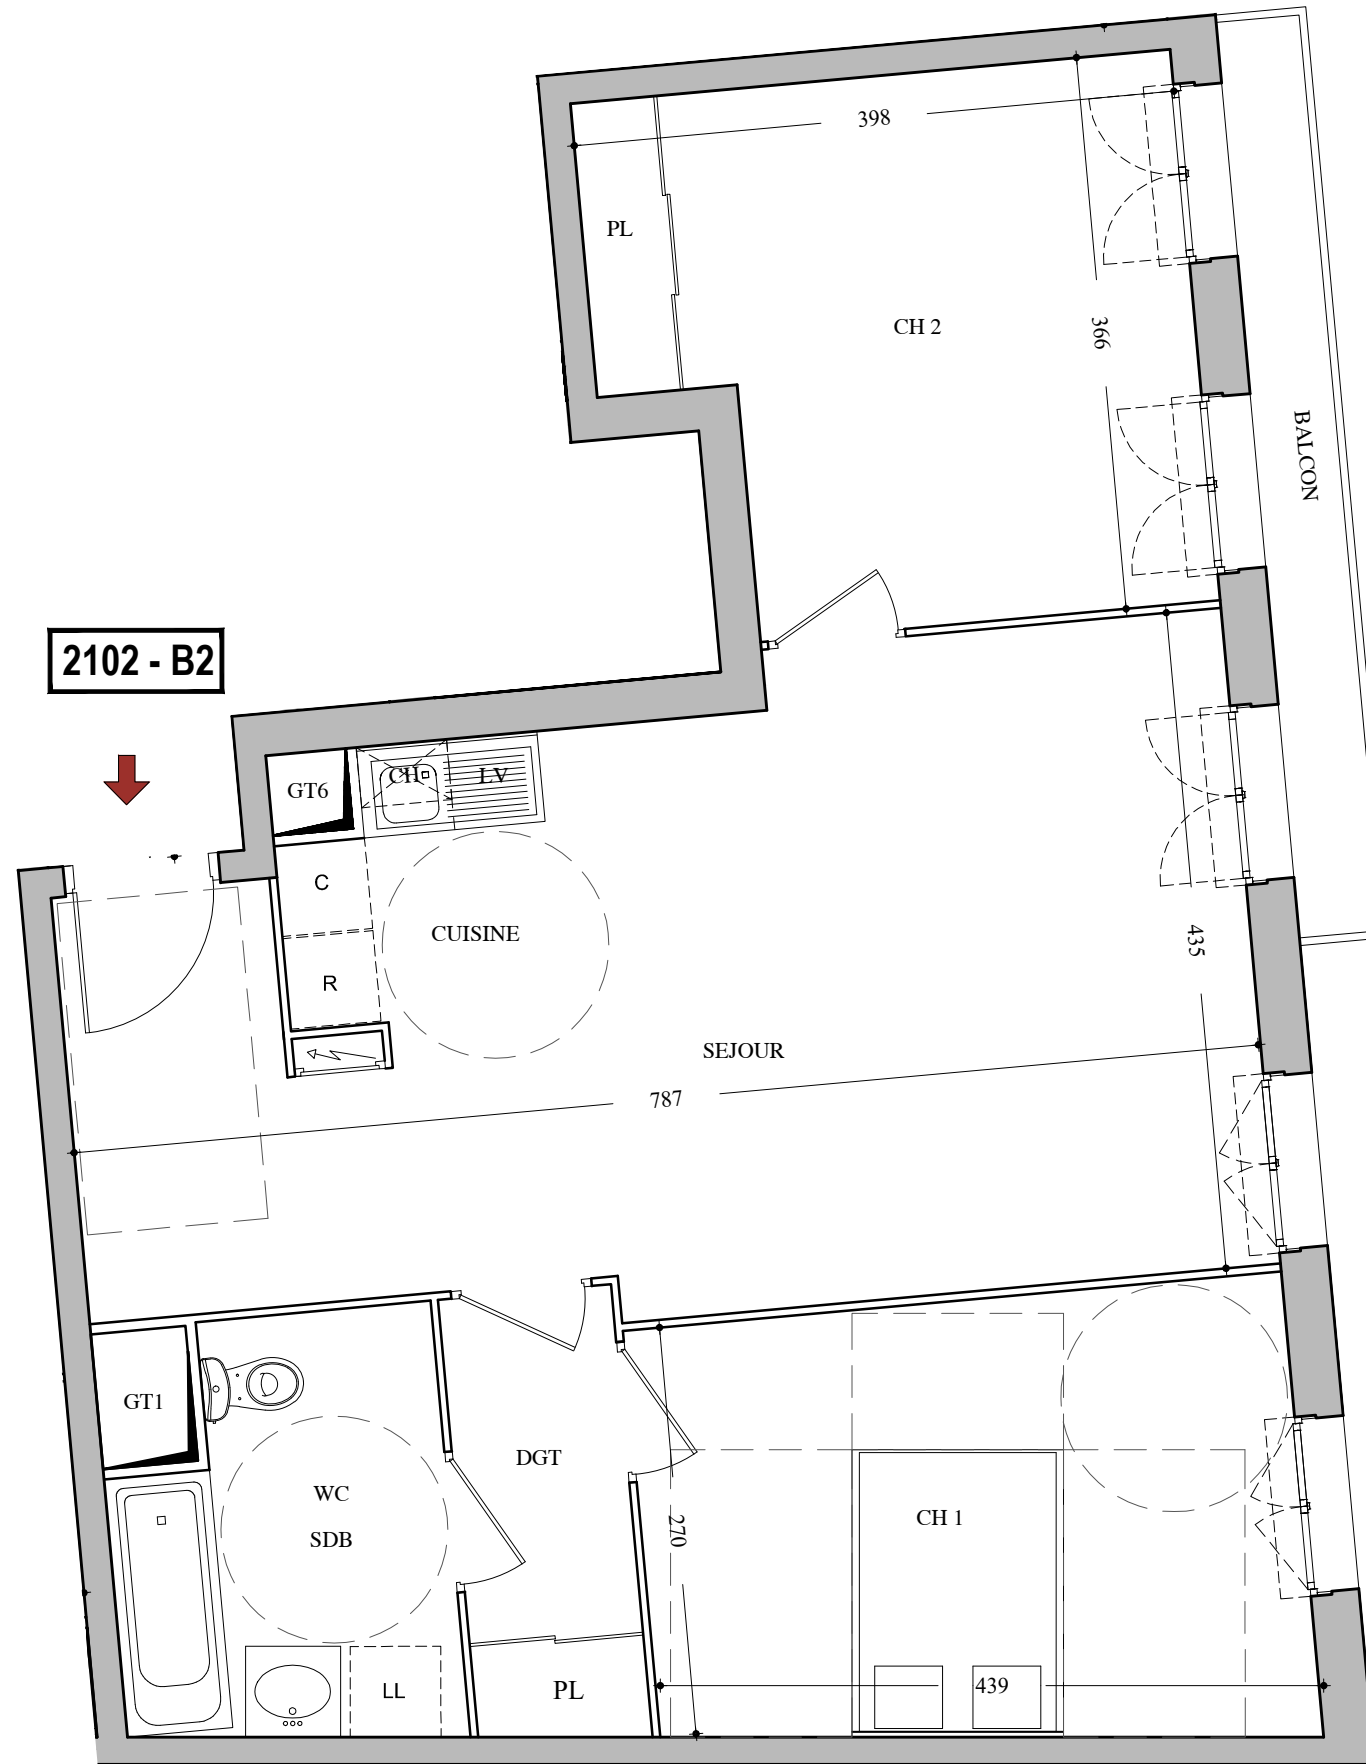 398
PL
CH 2
366
BALCON
2102 - B2
GT6
CH
LV
C
CUISINE
R
435
SEJOUR
787
GT1
DGT
WC
SDB
CH 1
270
LL
PL
439